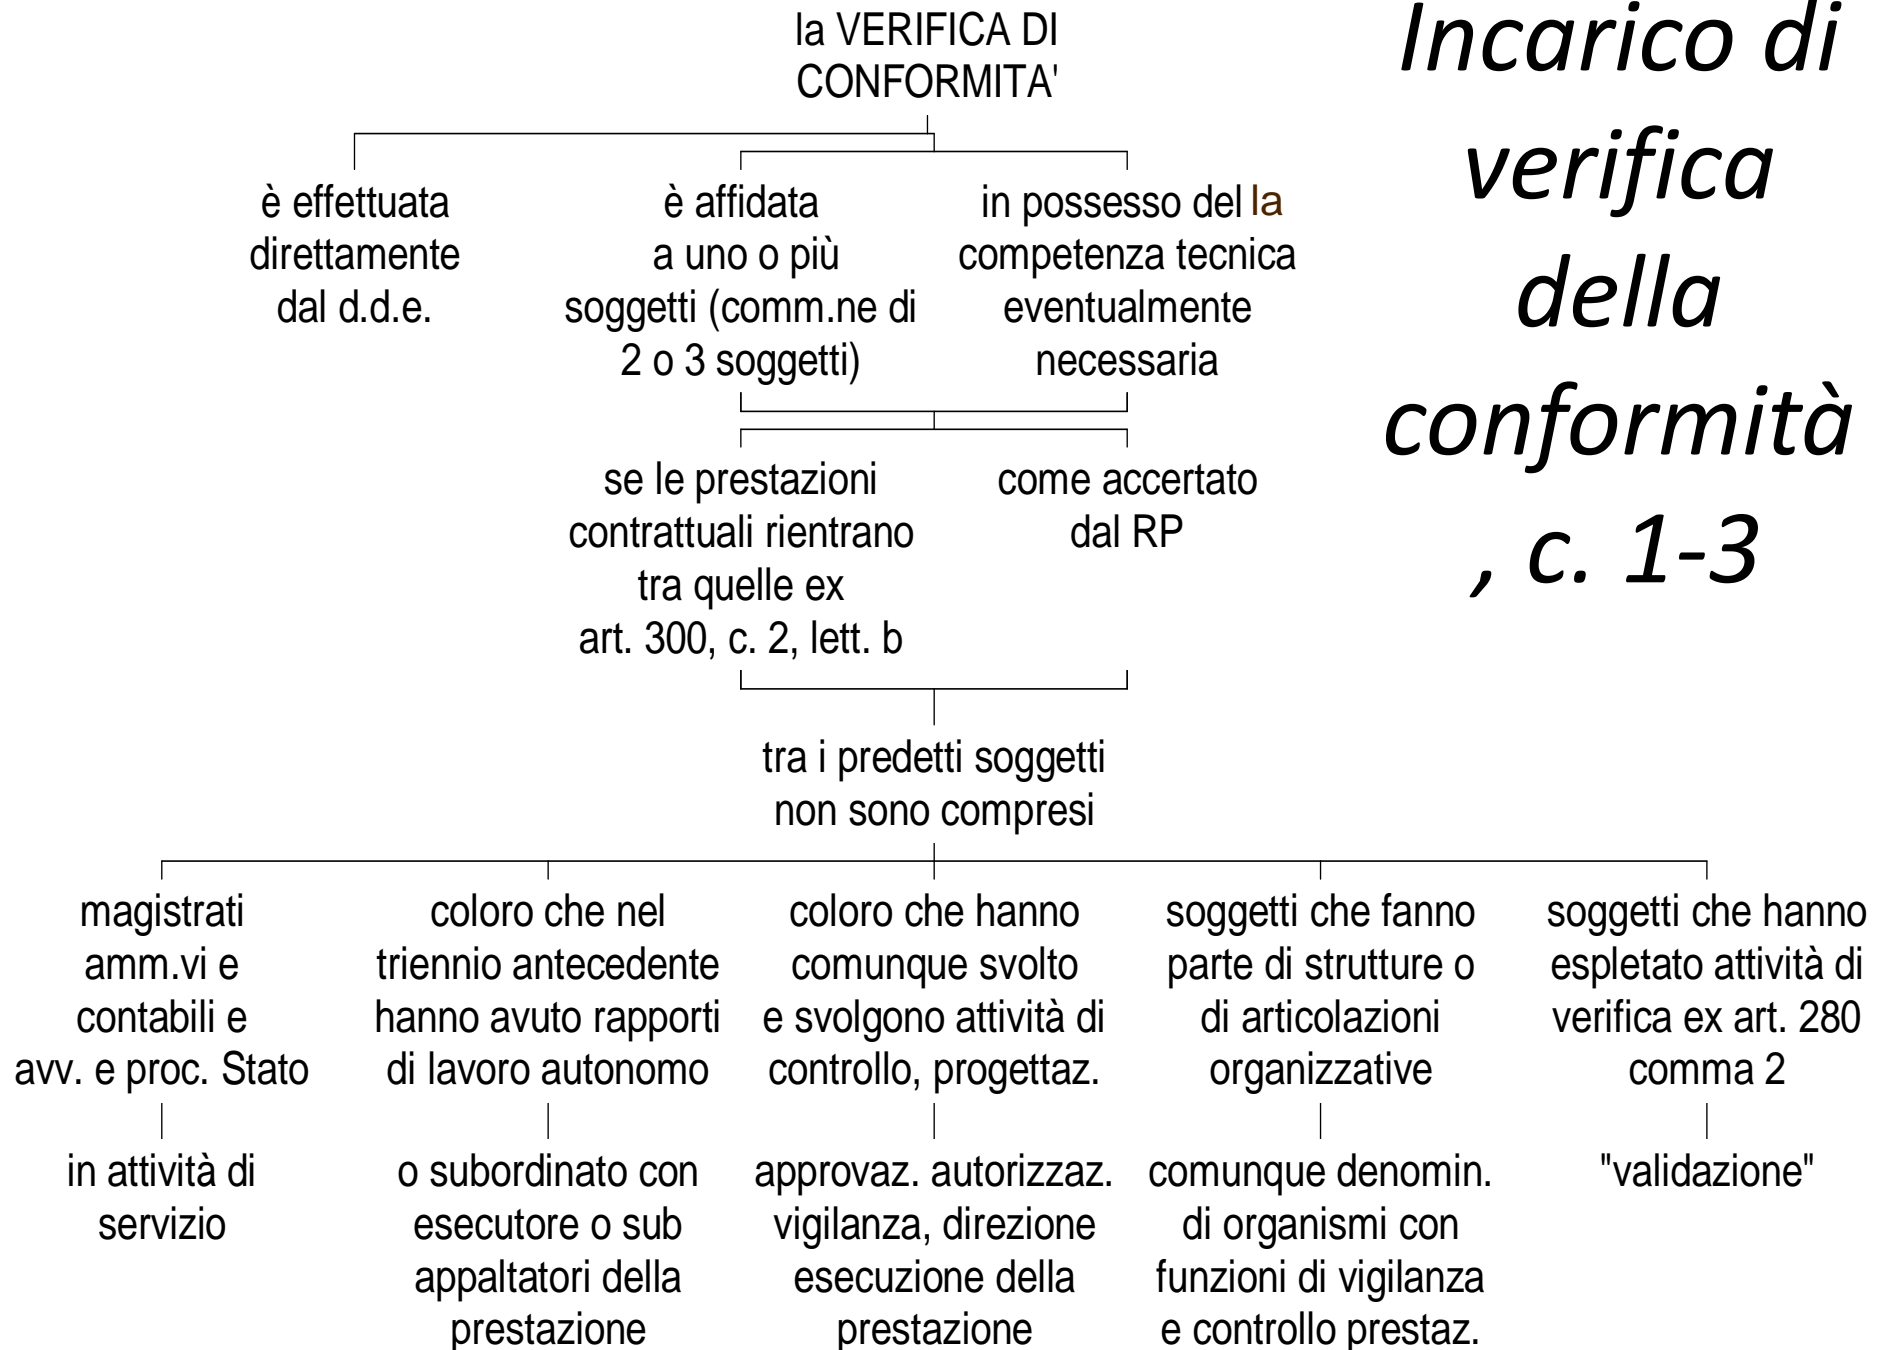 la VERIFICA DI
CONFORMITA'
Incarico di
verifica
della
conformità
, c. 1-3
è effettuata
direttamente
dal d.d.e.
è affidata
a uno o più
soggetti (comm.ne di
2 o 3 soggetti)
in possesso del la
competenza tecnica
eventualmente
necessaria
se le prestazioni
contrattuali rientrano
tra quelle ex
art. 300, c. 2, lett. b
come accertato
dal RP
tra i predetti soggetti
non sono compresi
magistrati
amm.vi e
contabili e
avv. e proc. Stato
in attività di
servizio
coloro che nel
triennio antecedente
hanno avuto rapporti
di lavoro autonomo
o subordinato con
esecutore o sub
appaltatori della
prestazione
coloro che hanno
comunque svolto
e svolgono attività di
controllo, progettaz.
approvaz. autorizzaz.
vigilanza, direzione
esecuzione della
prestazione
soggetti che fanno
parte di strutture o
di articolazioni
organizzative
comunque denomin.
di organismi con
funzioni di vigilanza
e controllo prestaz.
soggetti che hanno
espletato attività di
verifica ex art. 280
comma 2
"validazione"